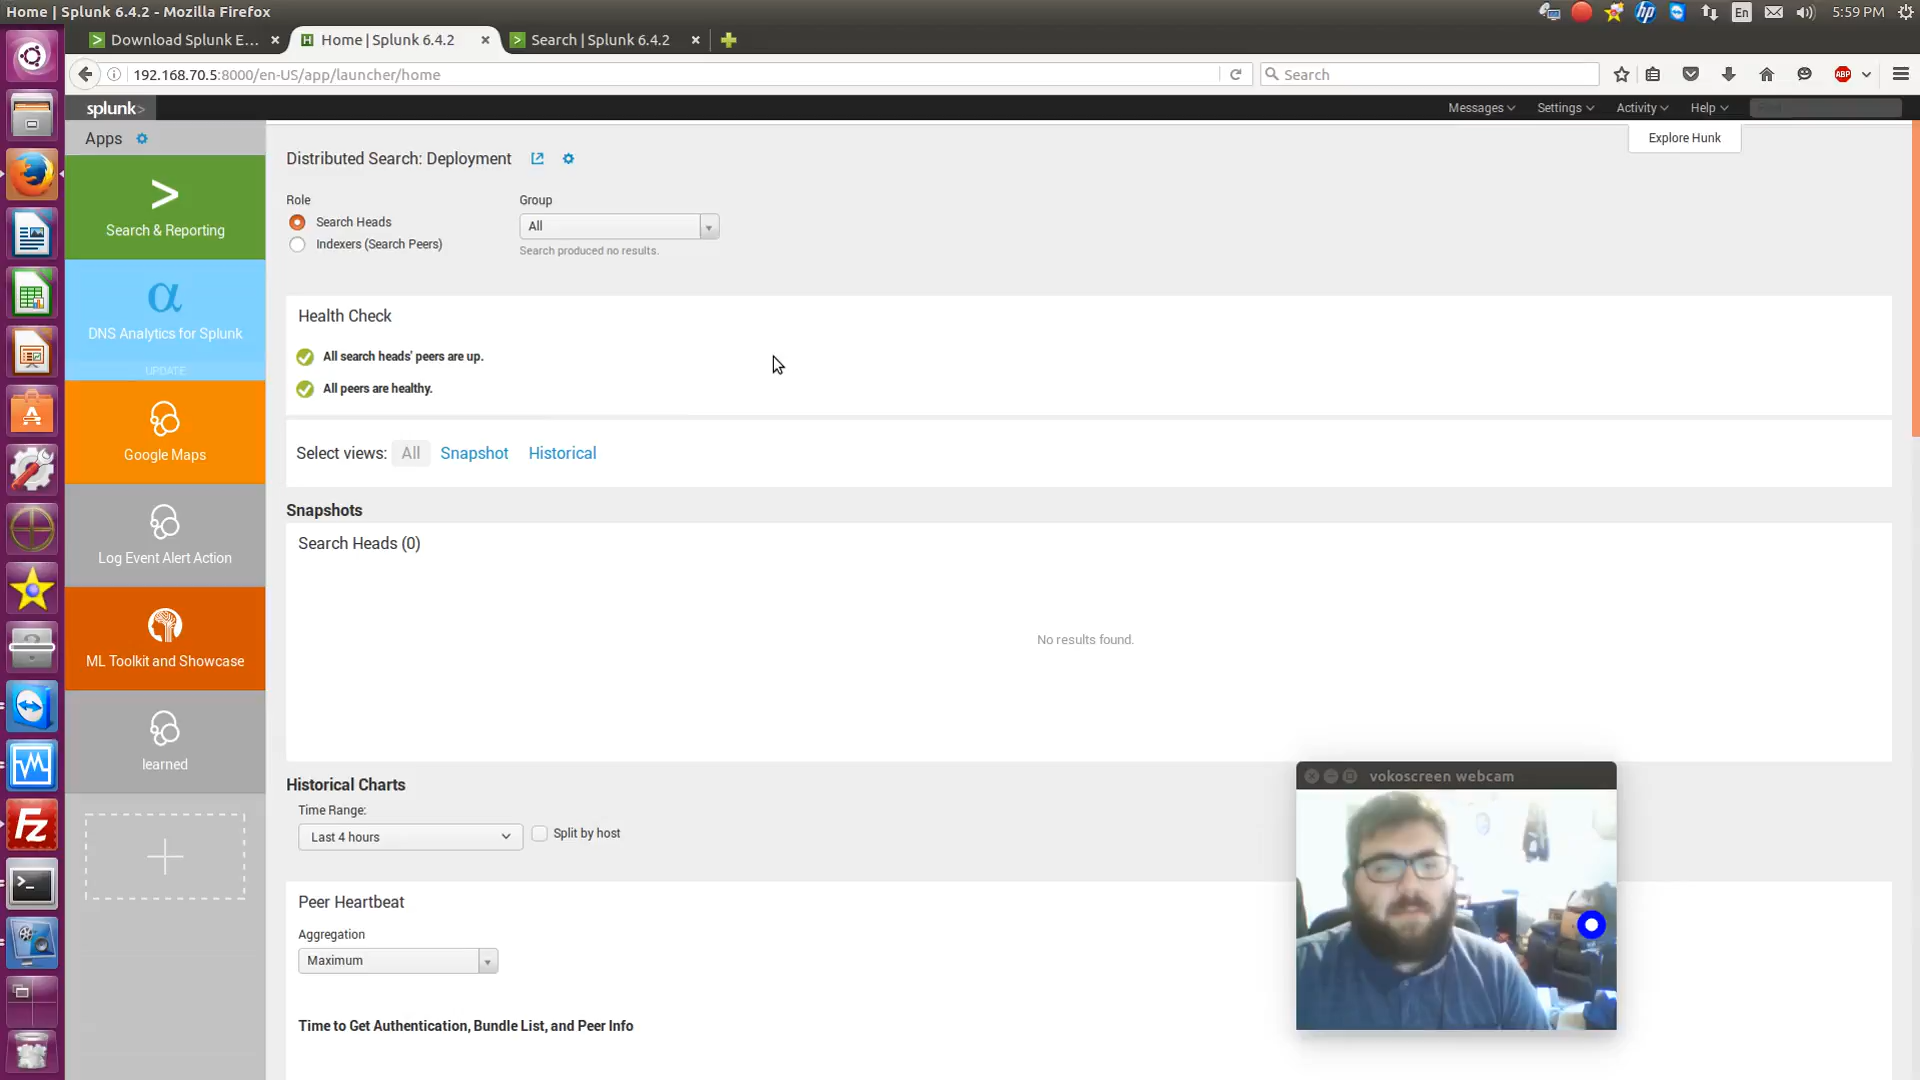 Home | Splunk 6.4.2 - Mozilla Firefox
En
5:59 PM
Download Splunk E...
Home | Splunk 6.4.2
Search | Splunk 6.4.2
192.168.70.5:8000/en-US/app/launcher/home
Search
ABP
splunk>
Messages
Settings
Activity
Help
Apps
Explore Hunk
Distributed Search: Deployment
Role
Group
Search Heads
All
Indexers (Search Peers)
Search produced no results.
> Search & Reporting
α
DNS Analytics for Splunk
UPDATE
Google Maps
Log Event Alert Action
ML Toolkit and Showcase
learned
Health Check
All search heads' peers are up.
All peers are healthy.
Select views: All Snapshot Historical
Snapshots
Search Heads (0)
No results found.
Historical Charts
Time Range:
Last 4 hours
Split by host
Peer Heartbeat
Aggregation
Maximum
Time to Get Authentication, Bundle List, and Peer Info
vokoscreen webcam